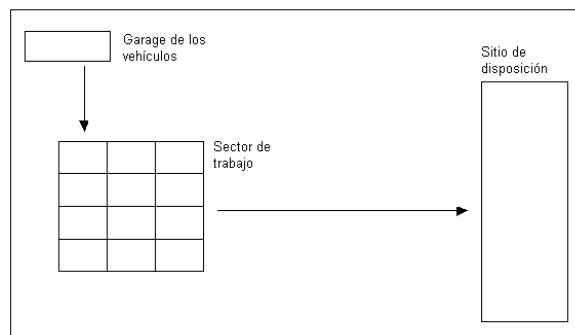 Garage de los
vehículos
Sitio de
disposición
Sector de
trabajo